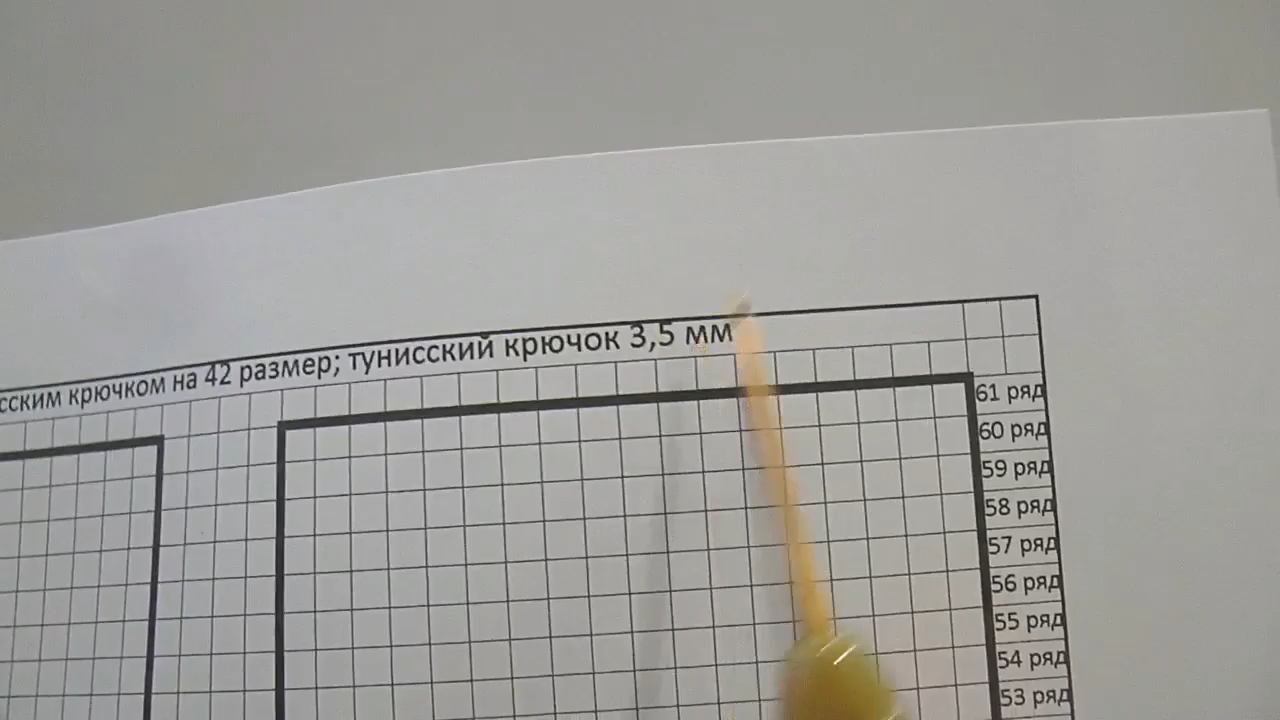 сским крючком на 42 размер; тунисский крючок 3,5 мм
61 ряд
60 ряд
59 ряд
58 ряд
57 ряд
56 ряд
55 ряд
54 ряд
53 ряд